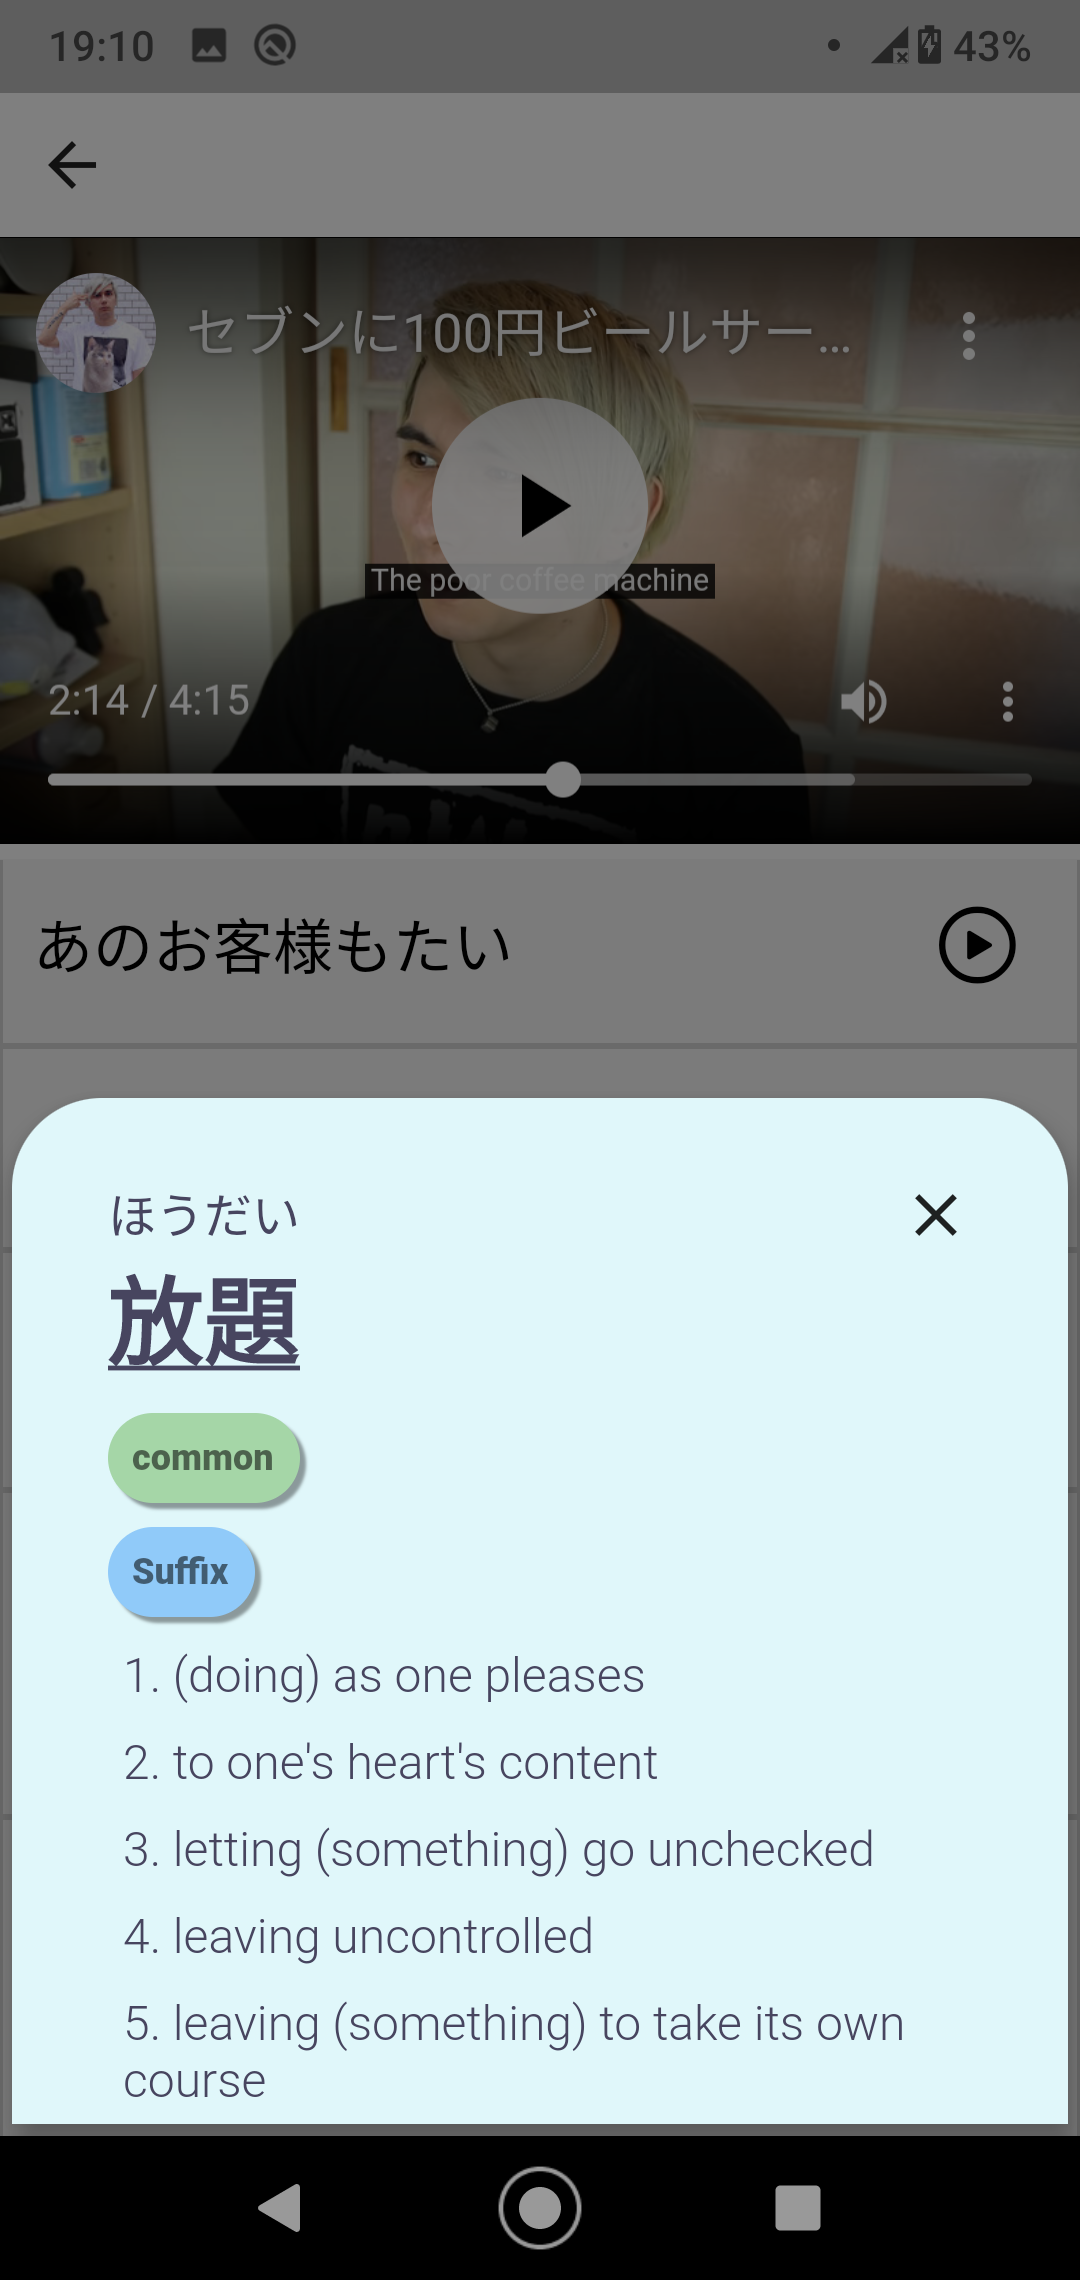 19:10
43%
セブンに100円ビールサー...
The poor coffee machine
2:14 / 4:15
あのお客様もたい
ほうだい
放題
common
Suffix
1. (doing) as one pleases
2. to one's heart's content
3. letting (something) go unchecked
4. leaving uncontrolled
5. leaving (something) to take its own
course